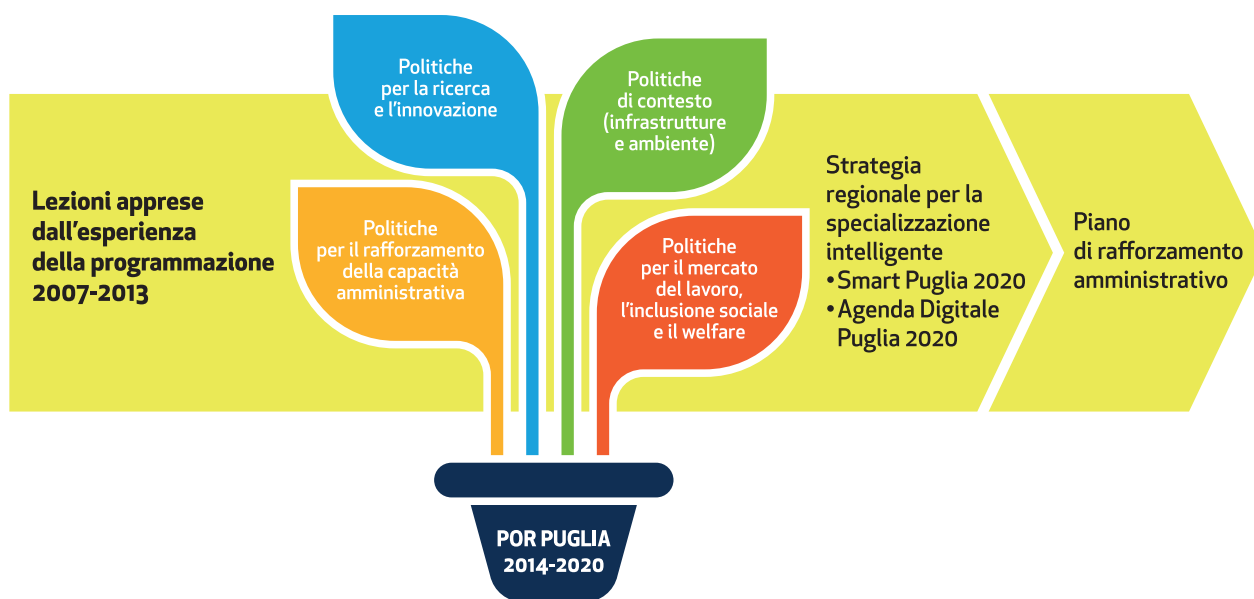 Lezioni apprese
dall'esperienza
della programmazione
2007-2013
Politiche
per la ricerca
e l'innovazione
Politiche
per il rafforzamento
della capacità
amministrativa
Politiche
di contesto
(infrastrutture
e ambiente)
Politiche
per il mercato
del lavoro,
l'inclusione sociale
e il welfare
Strategia
regionale per la
specializzazione
intelligente
• Smart Puglia 2020
• Agenda Digitale
Puglia 2020
Piano
di rafforzamento
amministrativo
POR PUGLIA
2014-2020